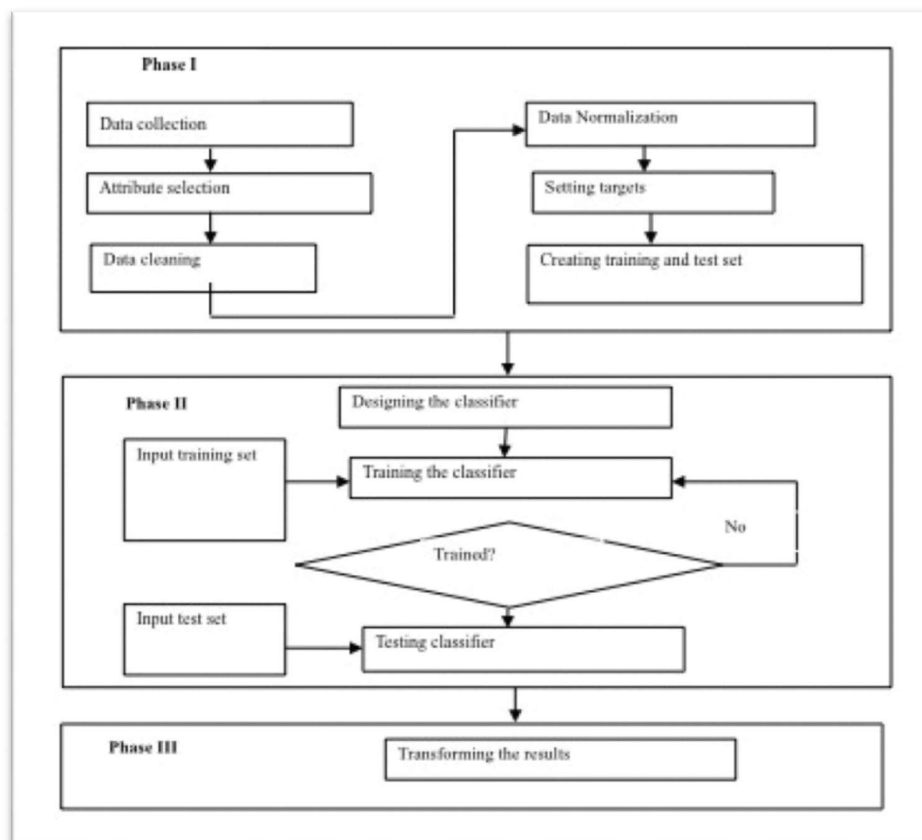 Phase I
Data collection
Attribute selection
Data cleaning
Data Normalization
Setting targets
Creating training and test set
Phase II
Designing the classifier
Input training set
Training the classifier
No
Trained?
Input test set
Testing classifier
Phase III
Transforming the results